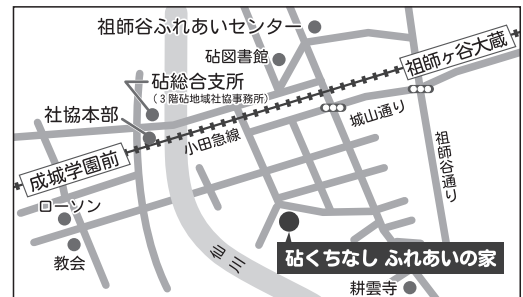 祖師谷ふれあいセンター
砧図書館
祖師ヶ谷大蔵
砧総合支所
(3階砧地域社協事務所)
社協本部
城山通り
小田急線
祖師谷通り
成城学園前
ローソン
教会
仙川
砧くちなし ふれあいの家
耕雲寺